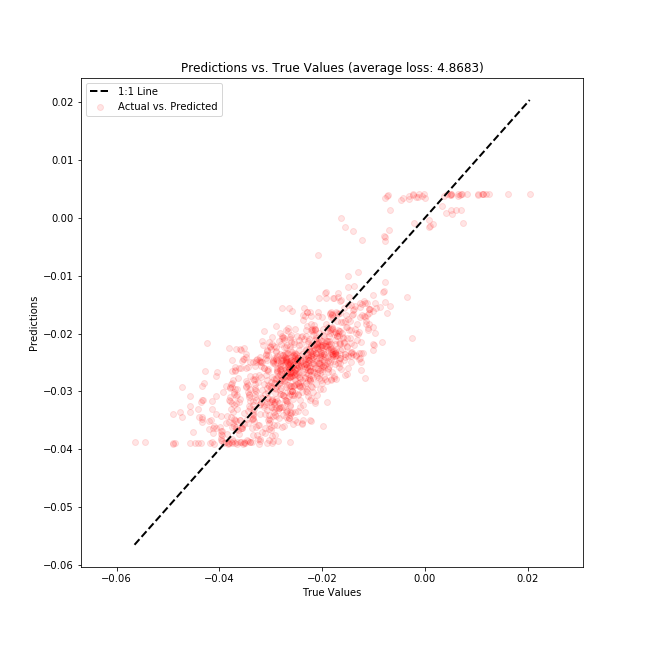 Predictions vs. True Values (average loss: 4.8683)
1:1 Line
Actual vs. Predicted
0.02
0.01
0.00
−0.01
−0.02
−0.03
−0.04
−0.05
−0.06
Predictions
−0.06 −0.04 −0.02 0.00 0.02
True Values